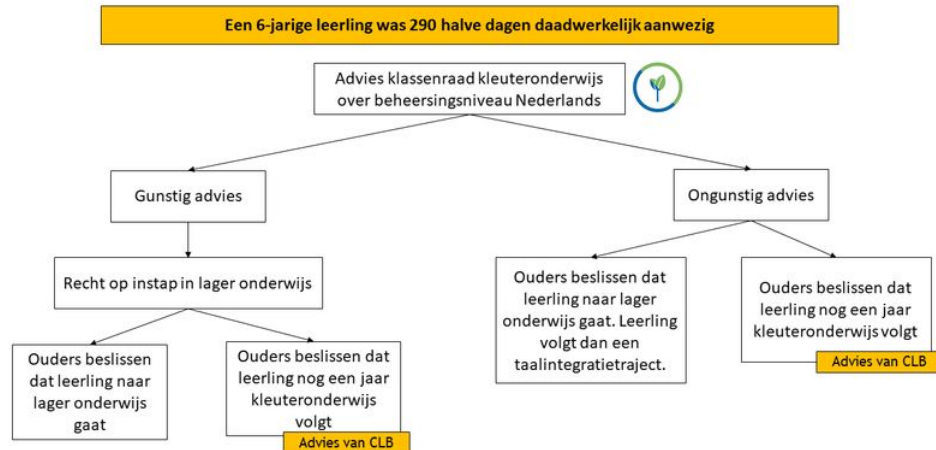 Een 6-jarige leerling was 290 halve dagen daadwerkelijk aanwezig
Advies klassenraad kleuteronderwijs
over beheersingsniveau Nederlands
Gunstig advies
Ongunstig advies
Recht op instap in lager onderwijs
Ouders beslissen
dat leerling naar
lager onderwijs
gaat
Ouders beslissen dat
leerling nog een jaar
kleuteronderwijs
volgt
Advies van CLB
Ouders beslissen dat
leerling naar lager
onderwijs gaat. Leerling
volgt dan een
taalintegratietraject.
Ouders beslissen dat
leerling nog een jaar
kleuteronderwijs volgt
Advies van CLB